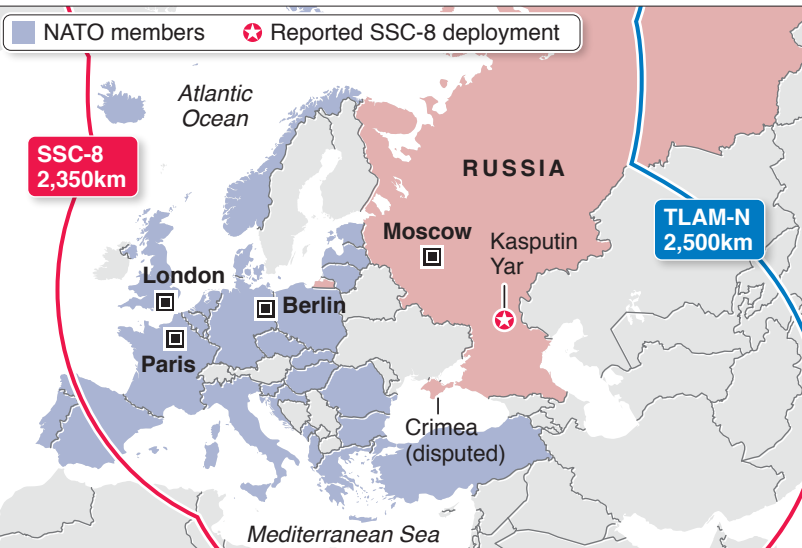 NATO members
Reported SSC-8 deployment
Atlantic
Ocean
SSC-8
2,350km
RUSSIA
TLAM-N
2,500km
Moscow
Kasputin
Yar
London
Berlin
Paris
Crimea
(disputed)
Mediterranean Sea